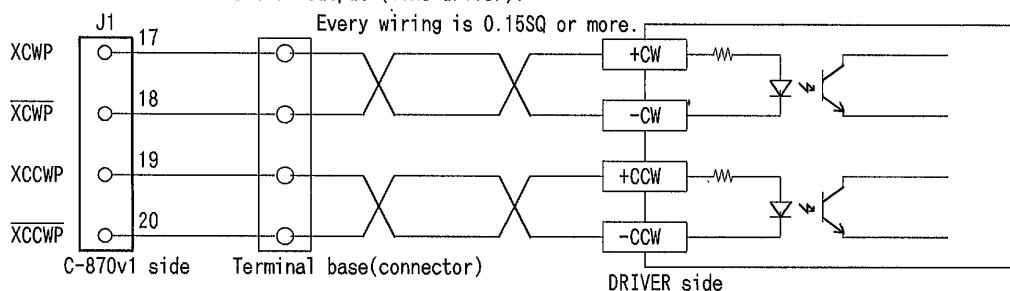 Every wiring is 0.15SQ or more.
J1
XCWP 17 +CW
XCWP 18 -CW
XCCWP 19 +CCW
XCCWP 20 -CCW
C-870v1 side Terminal base(connector)
DRIVER side